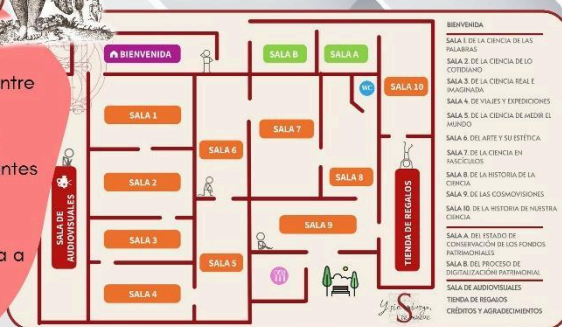 ntre
ntes
a a
BIENVENIDA
SALA B
SALA A
WC
SALA 10
SALA 1
SALA 7
SALA 6
SALA 2
SALA 8
SALA DE
AUDIOVISUALES
TIENDA DE REGALOS
SALA 9
SALA 3
SALA 5
SALA 4
BIENVENIDA
SALA 1. DE LA CIENCIA DE LAS
PALABRAS
SALA 2. DE LA CIENCIA DE LO
COTIDIANO
SALA 3. DE LA CIENCIA REAL E
IMAGINADA
SALA 4. DE VIAJES Y EXPEDICIONES
SALA 5. DE LA CIENCIA DE MEDIR EL
MUNDO
SALA 6. DEL ARTE Y SU ESTÉTICA
SALA 7. DE LA CIENCIA EN
FASCÍCULOS
SALA 8. DE LA HISTORIA DE LA
CIENCIA
SALA 9. DE LAS COSMOVISIONES
SALA 10. DE LA HISTORIA DE NUESTRA
CIENCIA
SALA A. DEL ESTADO DE
CONSERVACIÓN DE LOS FONDOS
PATRIMONIALES
SALA B. DEL PROCESO DE
DIGITALIZACIÓN PATRIMONIAL
SALA DE AUDIOVISUALES
TIENDA DE REGALOS
CRÉDITOS Y AGRADECIMIENTOS